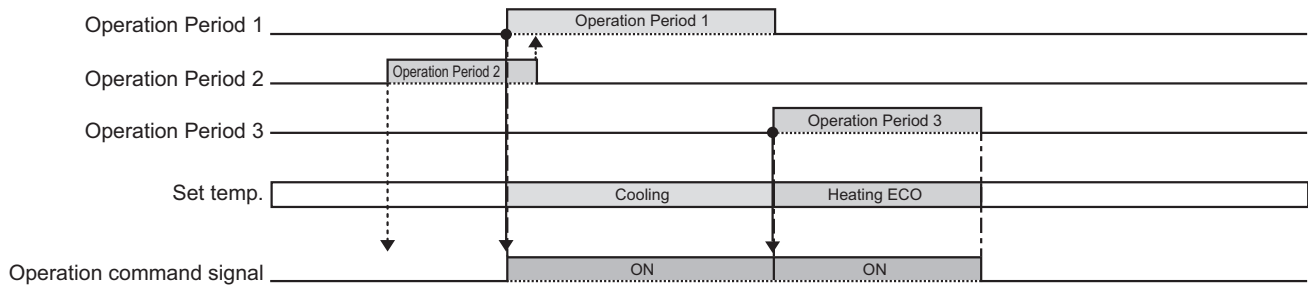 Operation Period 1
Operation Period 1
Operation Period 2
Operation Period 2
Operation Period 3
Operation Period 3
Set temp.
Cooling
Heating ECO
Operation command signal
ON
ON